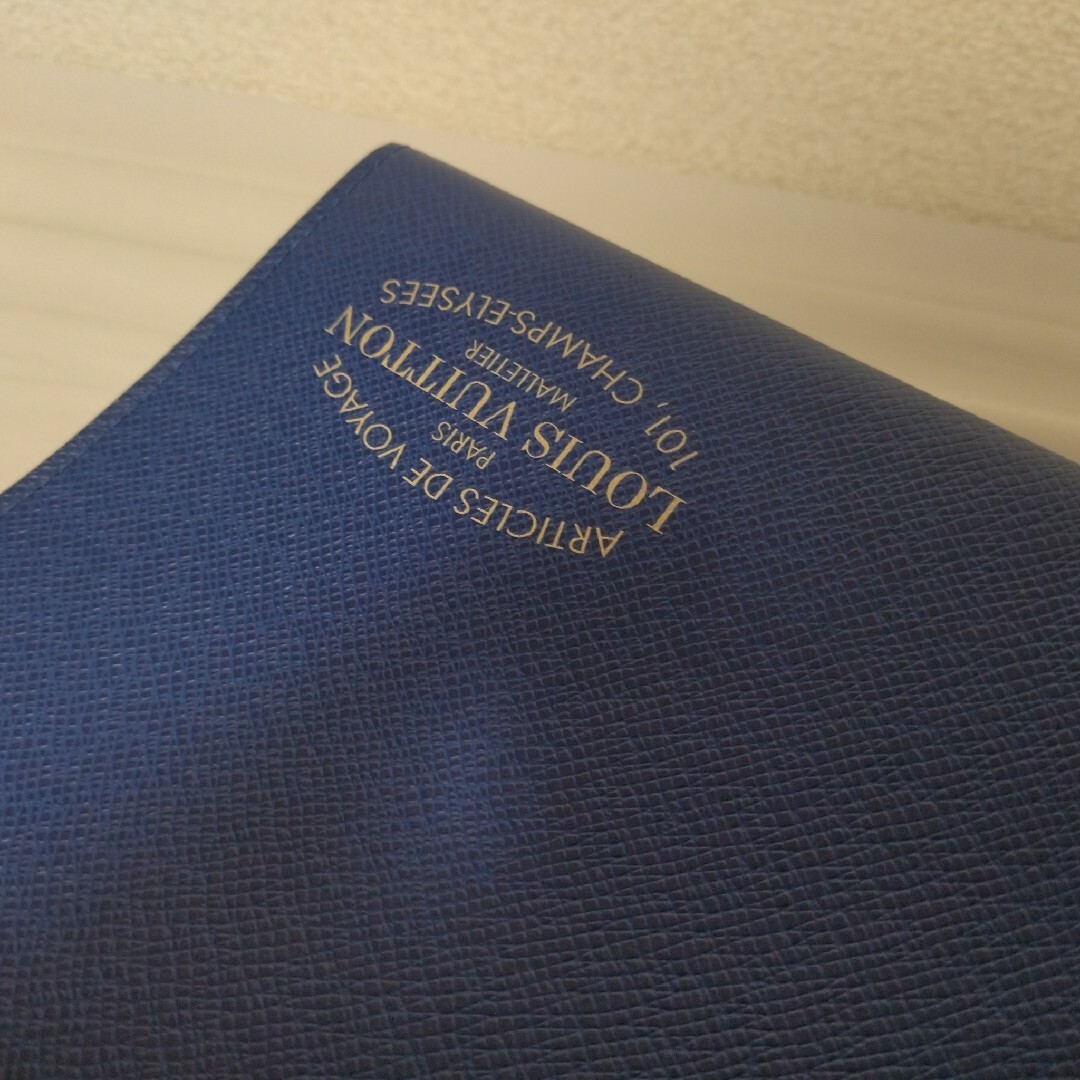 ARTICLES DE VOYAGE
PARIS
LOUIS VUITTON
MALLETIER
101, CHAMPS-ELYSEES